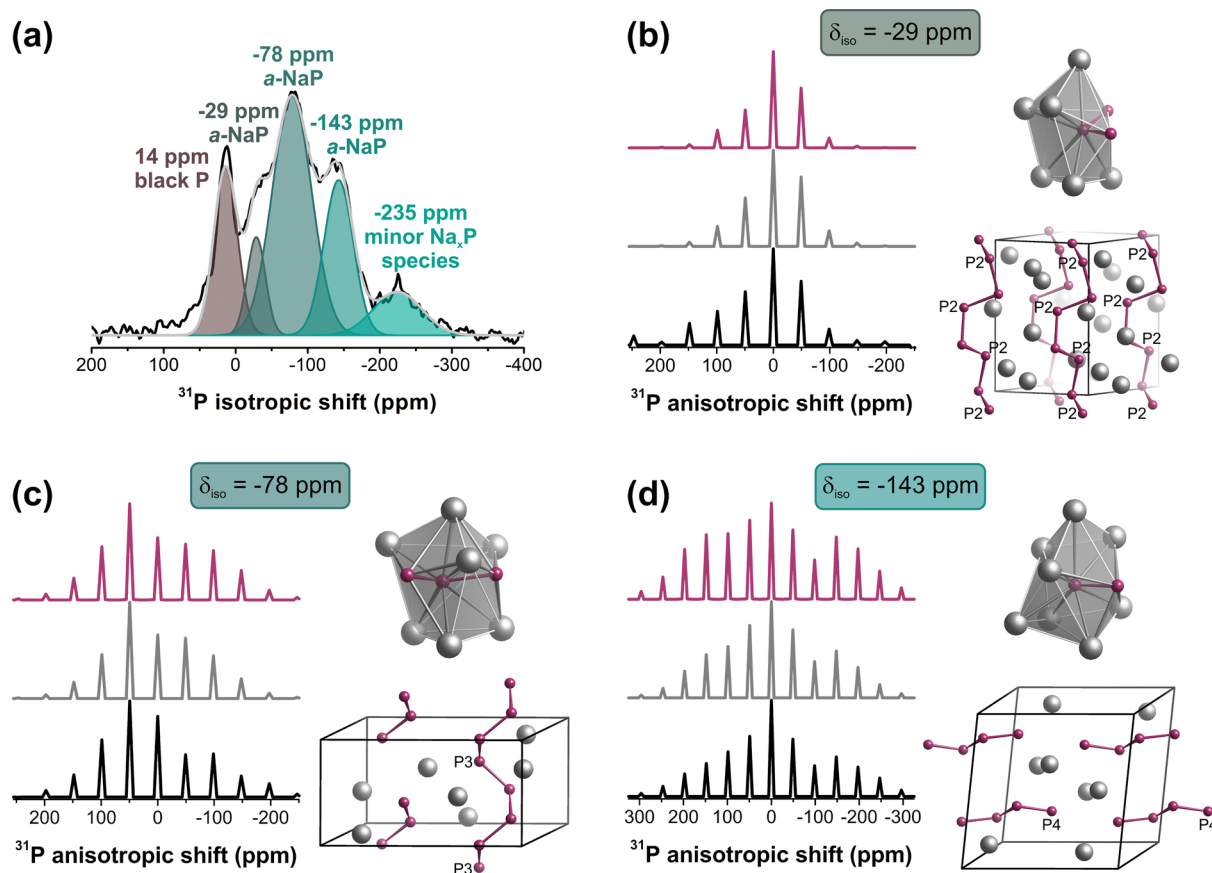 (a)
-78 ppm
a-NaP
-29 ppm
a-NaP
-143 ppm
a-NaP
14 ppm
black P
-235 ppm
minor NaₓP
species
200 100 0 -100 -200 -300 -400
³¹P isotropic shift (ppm)
(b)
δiso = -29 ppm
200 100 0 -100 -200
³¹P anisotropic shift (ppm)
P2 P2 P2
P2 P2 P2
P2 P2
P2 P2 P2
(c)
δiso = -78 ppm
200 100 0 -100 -200
³¹P anisotropic shift (ppm)
P3
P3
(d)
δiso = -143 ppm
300 200 100 0 -100 -200 -300
³¹P anisotropic shift (ppm)
P4 P4